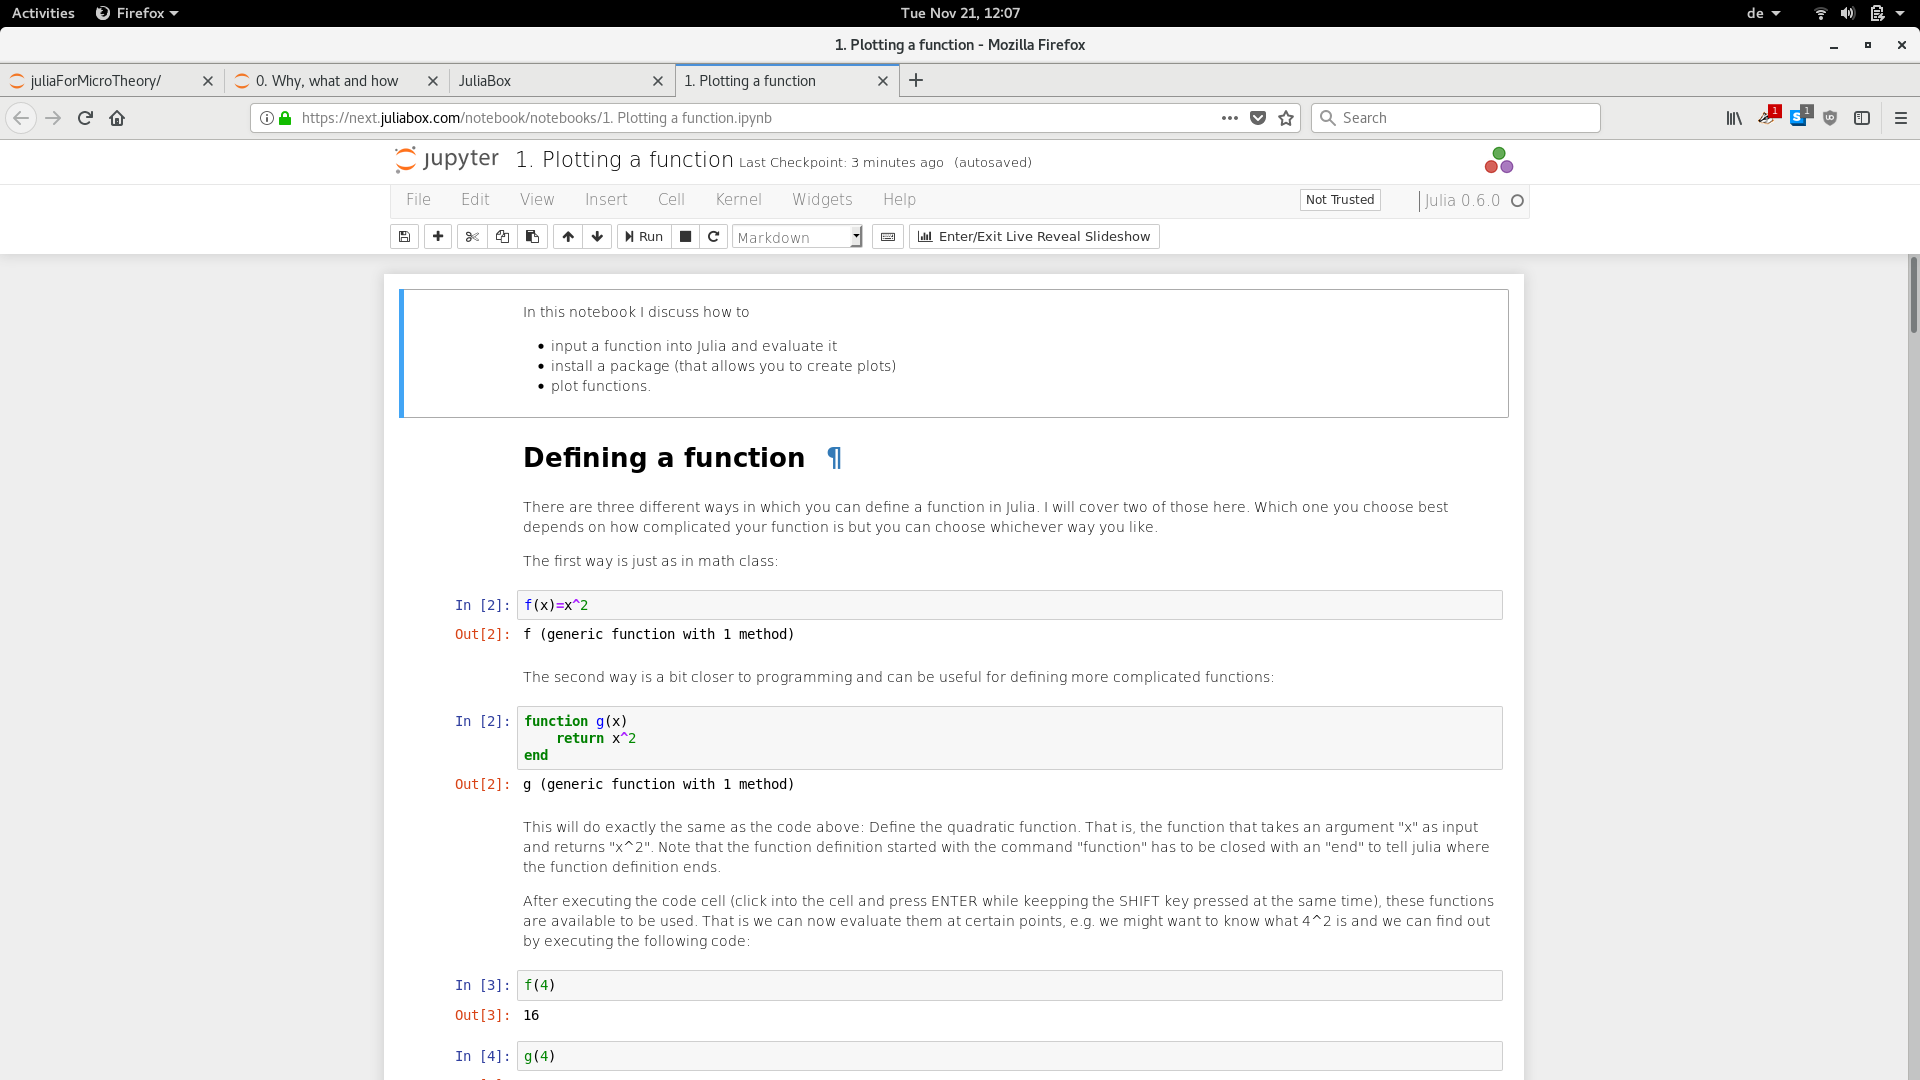 Activities Firefox Tue Nov 21, 12:07 de
1. Plotting a function - Mozilla Firefox
juliaForMicroTheory/ 0. Why, what and how JuliaBox 1. Plotting a function
https://next.juliabox.com/notebook/notebooks/1. Plotting a function.ipynb Search 1 S 1
jupyter 1. Plotting a function Last Checkpoint: 3 minutes ago (autosaved)
File Edit View Insert Cell Kernel Widgets Help Not Trusted Julia 0.6.0
Run Markdown Enter/Exit Live Reveal Slideshow
In this notebook I discuss how to
• input a function into Julia and evaluate it
• install a package (that allows you to create plots)
• plot functions.
Defining a function ¶
There are three different ways in which you can define a function in Julia. I will cover two of those here. Which one you choose best
depends on how complicated your function is but you can choose whichever way you like.
The first way is just as in math class:
In [2]: f(x)=x^2
Out[2]: f (generic function with 1 method)
The second way is a bit closer to programming and can be useful for defining more complicated functions:
In [2]: function g(x)
return x^2
end
Out[2]: g (generic function with 1 method)
This will do exactly the same as the code above: Define the quadratic function. That is, the function that takes an argument "x" as input
and returns "x^2". Note that the function definition started with the command "function" has to be closed with an "end" to tell julia where
the function definition ends.
After executing the code cell (click into the cell and press ENTER while keepping the SHIFT key pressed at the same time), these functions
are available to be used. That is we can now evaluate them at certain points, e.g. we might want to know what 4^2 is and we can find out
by executing the following code:
In [3]: f(4)
Out[3]: 16
In [4]: g(4)